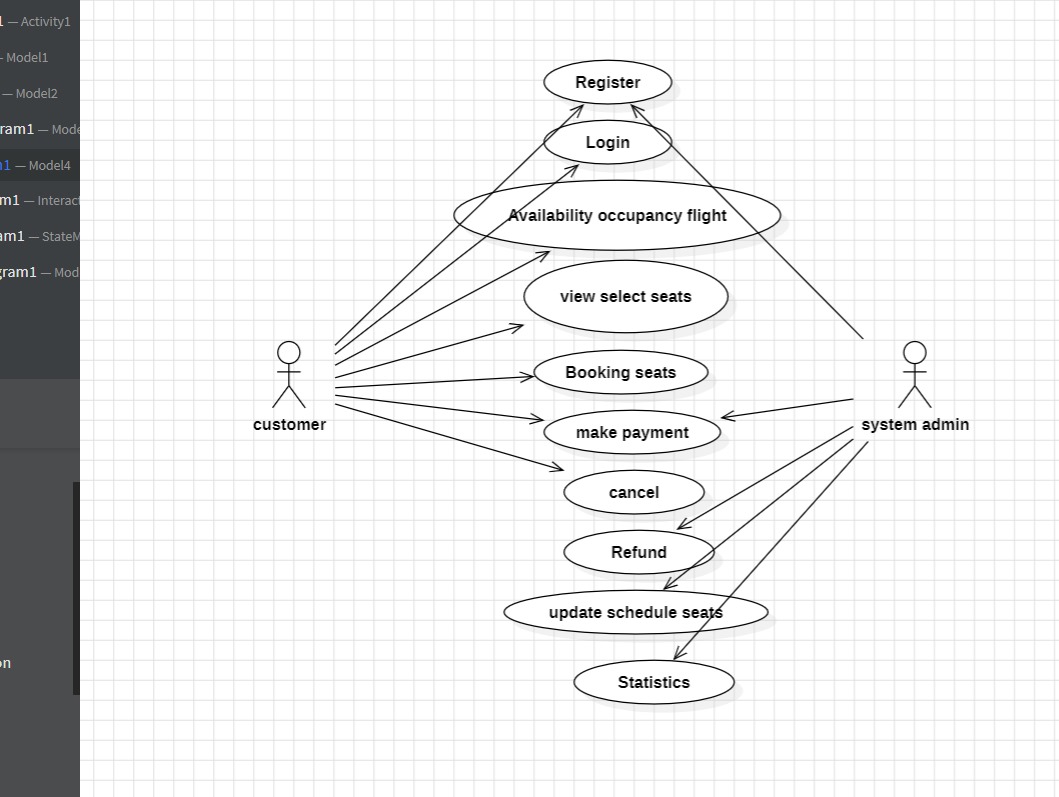 1 — Activity1
- Model1
— Model2
ram1 — Mode
1 — Model4
m1 — Interact
am1 — StateM
gram1 — Mod
on
Register
Login
Availability occupancy flight
view select seats
Booking seats
customer
make payment
system admin
cancel
Refund
update schedule seats
Statistics